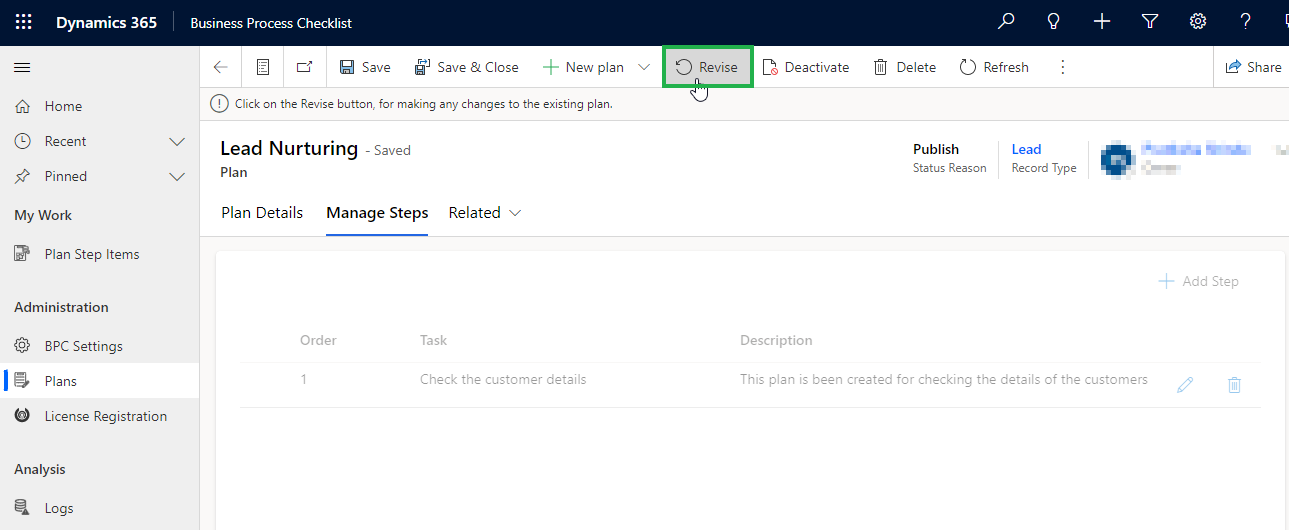 Dynamics 365 Business Process Checklist
Save Save & Close New plan Revise Deactivate Delete Refresh Share
Click on the Revise button, for making any changes to the existing plan.
Home
Recent
Pinned
My Work
Plan Step Items
Administration
BPC Settings
Plans
License Registration
Analysis
Logs
Lead Nurturing - Saved
Plan
Publish
Status Reason
Lead
Record Type
Plan Details Manage Steps Related
Add Step
Order Task Description
1 Check the customer details This plan is been created for checking the details of the customers